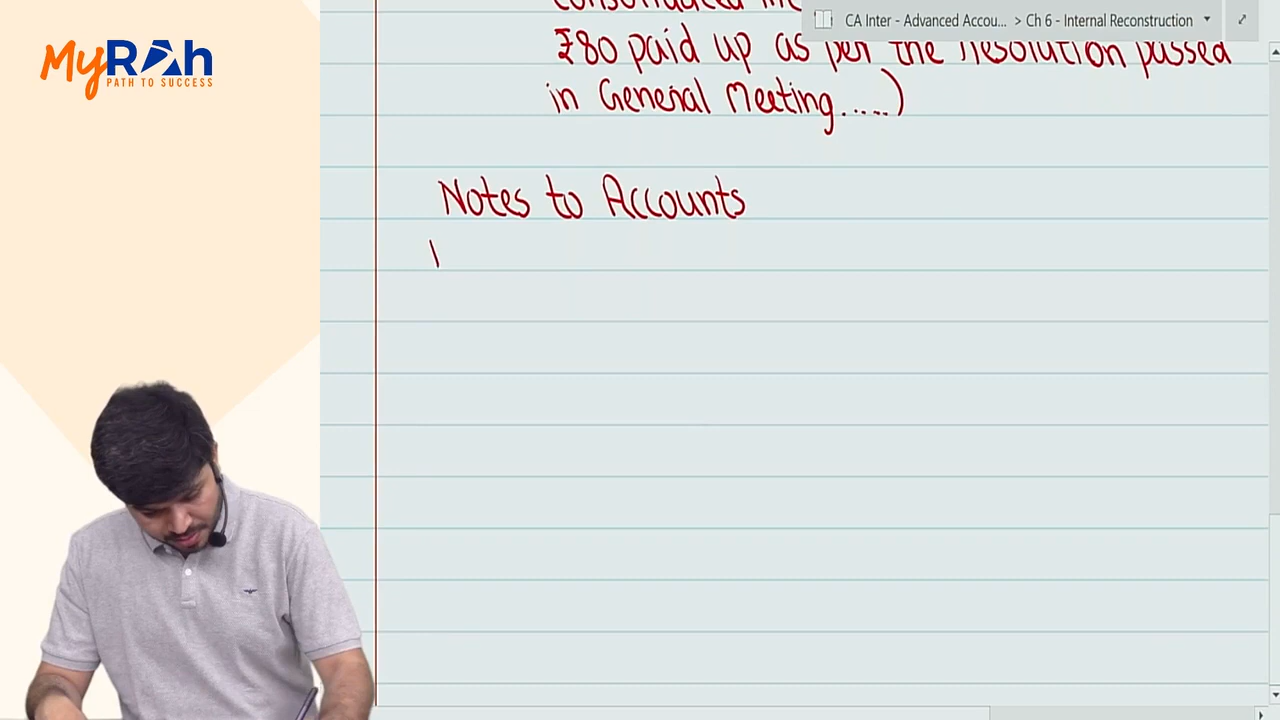 MyRAh
PATH TO SUCCESS
CA Inter - Advanced Accou... > Ch 6 - Internal Reconstruction
consolidated
₹80 paid up as per the resolution passed
in General Meeting.....)
Notes to Accounts